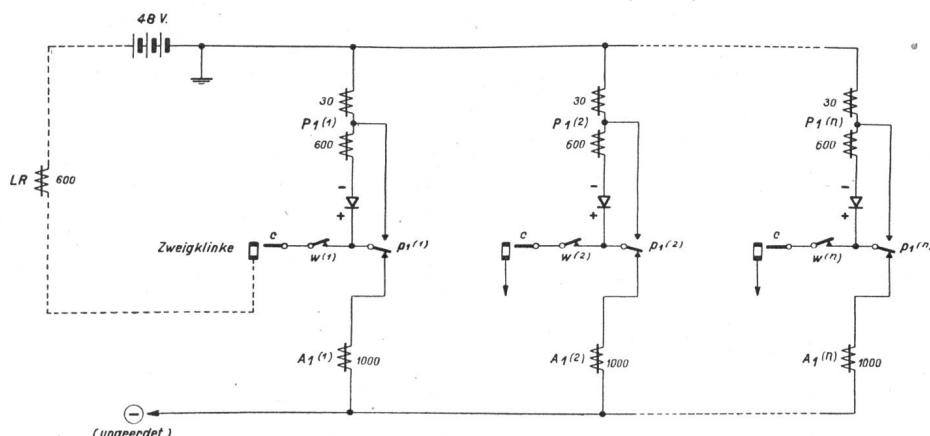 48 V.
30
30
30
P1(1)
P1(2)
P1(n)
600
600
600
LR
600
-
-
-
+
+
+
Zweigklinke
c
w(1)
p1(1)
c
w(2)
p1(2)
c
w(n)
p1(n)
A1(1)
1000
A1(2)
1000
A1(n)
1000
-
(ungeerdet)